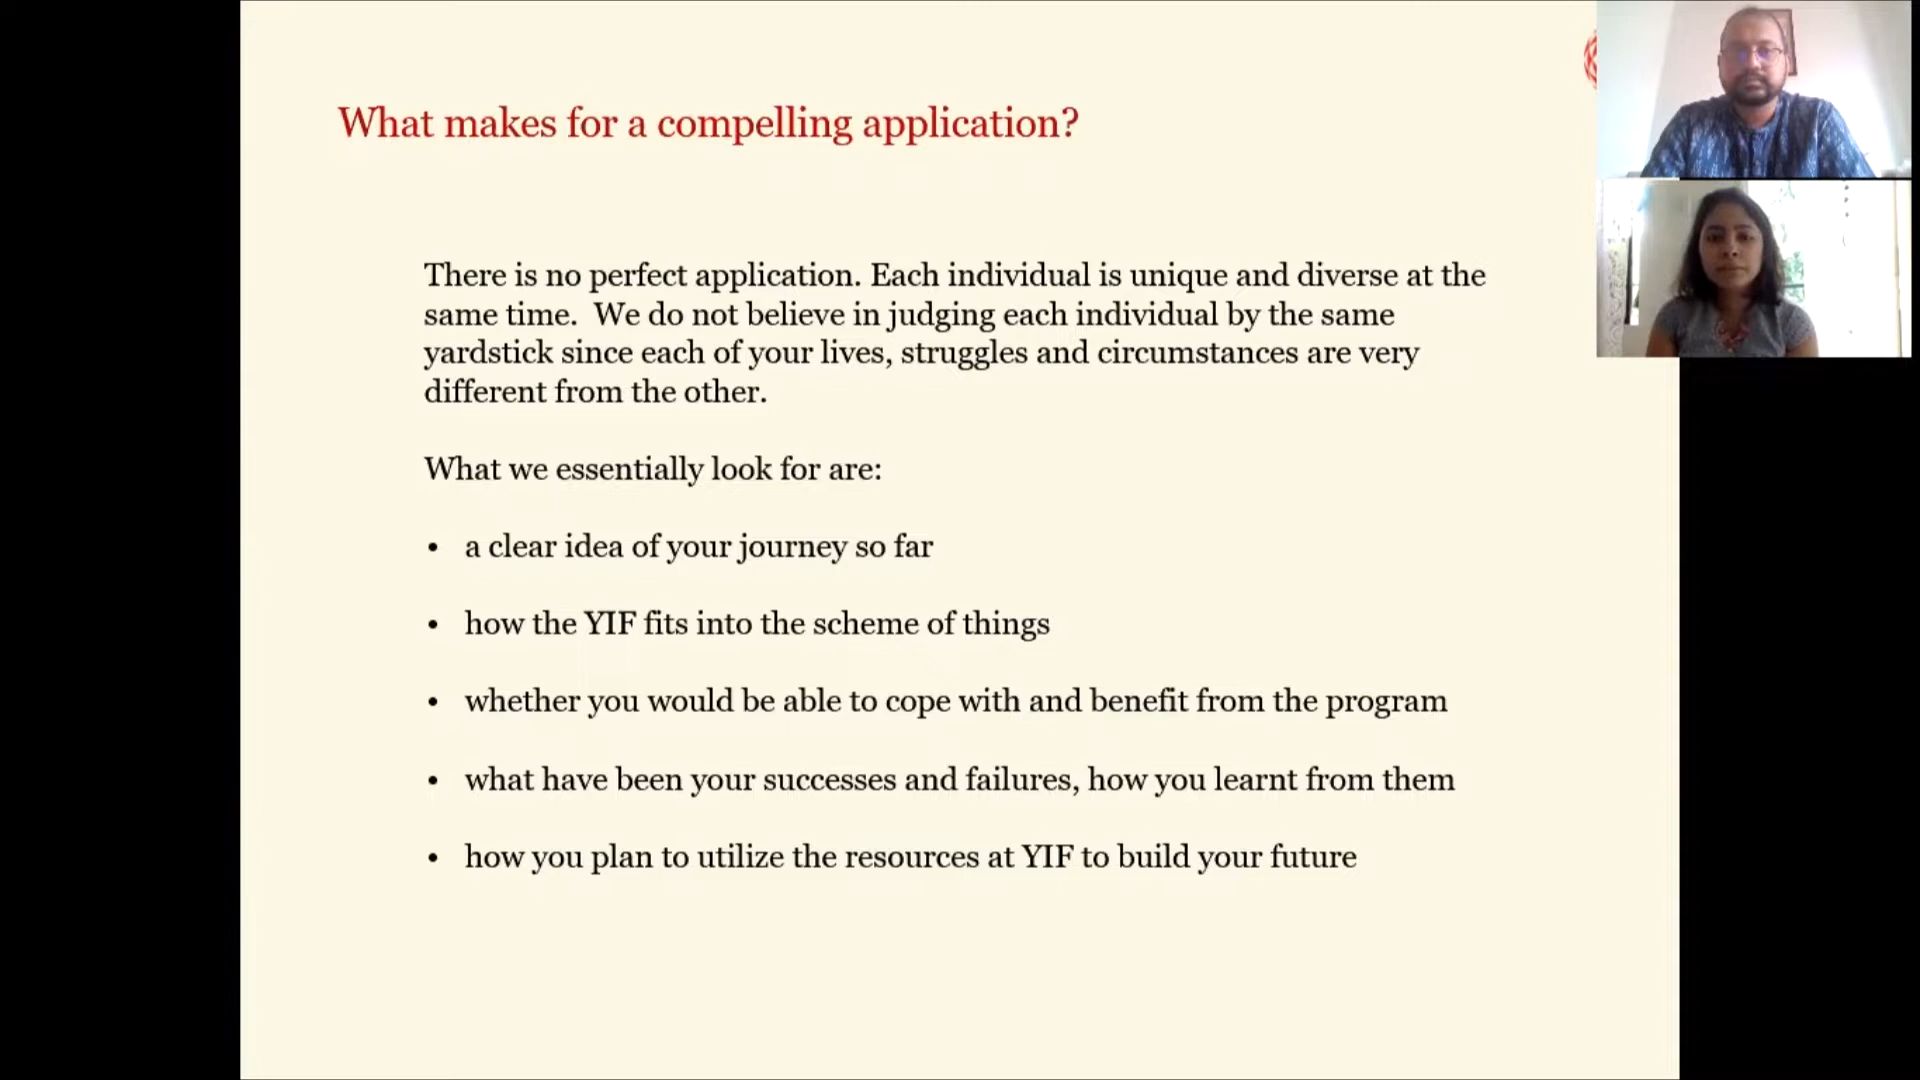 What makes for a compelling application?
There is no perfect application. Each individual is unique and diverse at the
same time.  We do not believe in judging each individual by the same
yardstick since each of your lives, struggles and circumstances are very
different from the other.
What we essentially look for are:
• a clear idea of your journey so far
• how the YIF fits into the scheme of things
• whether you would be able to cope with and benefit from the program
• what have been your successes and failures, how you learnt from them
• how you plan to utilize the resources at YIF to build your future